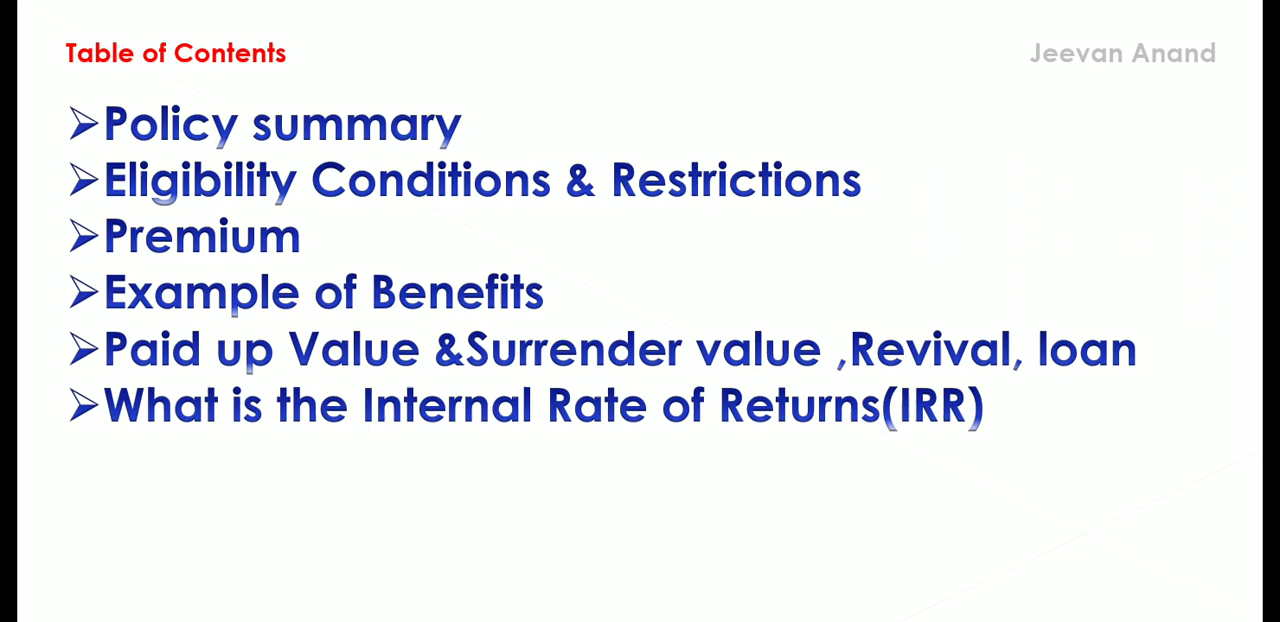 Table of Contents
Jeevan Anand
➢Policy summary
➢Eligibility Conditions & Restrictions
➢Premium
➢Example of Benefits
➢Paid up Value &Surrender value ,Revival, loan
➢What is the Internal Rate of Returns(IRR)